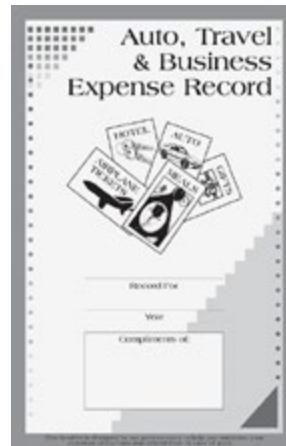 Auto, Travel
& Business
Expense Record
HOTEL
AUTO
AIRPLANE
TICKETS
MEALS
GIFTS
Record For
Year
Compliments of: